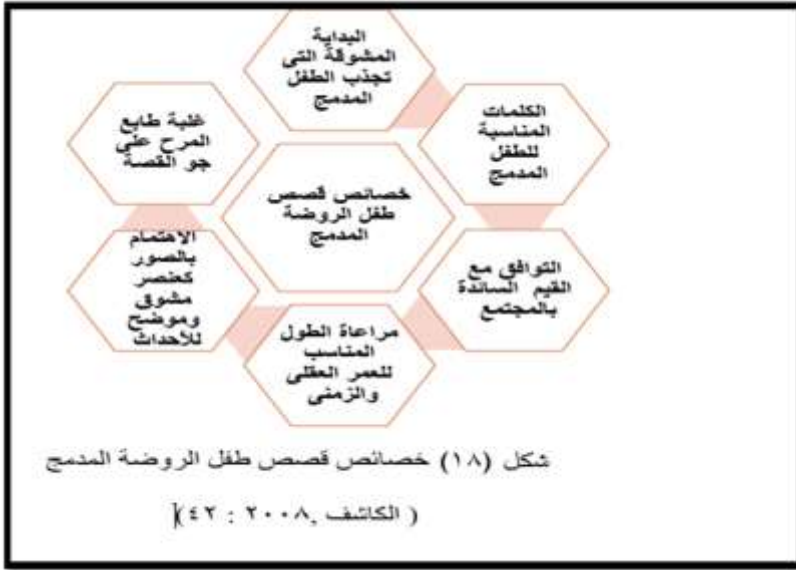 البداية
المشوقة التى
تجذب الطفل
المدمج
الكلمات
المناسبة
للطفل
المدمج
التوافق مع
القيم السائدة
بالمجتمع
مراعاة الطول
المناسب
للعمر العقلى
والزمنى
الاهتمام
بالصور
كعنصر
مشوق
وموضح
للأحداث
غلبة طابع
المرح على
جو القصة
خصائص قصص
طفل الروضة
المدمج
شكل (١٨) خصائص قصص طفل الروضة المدمج
( الكاشف ,٢٠٠٨ : ٤٢)